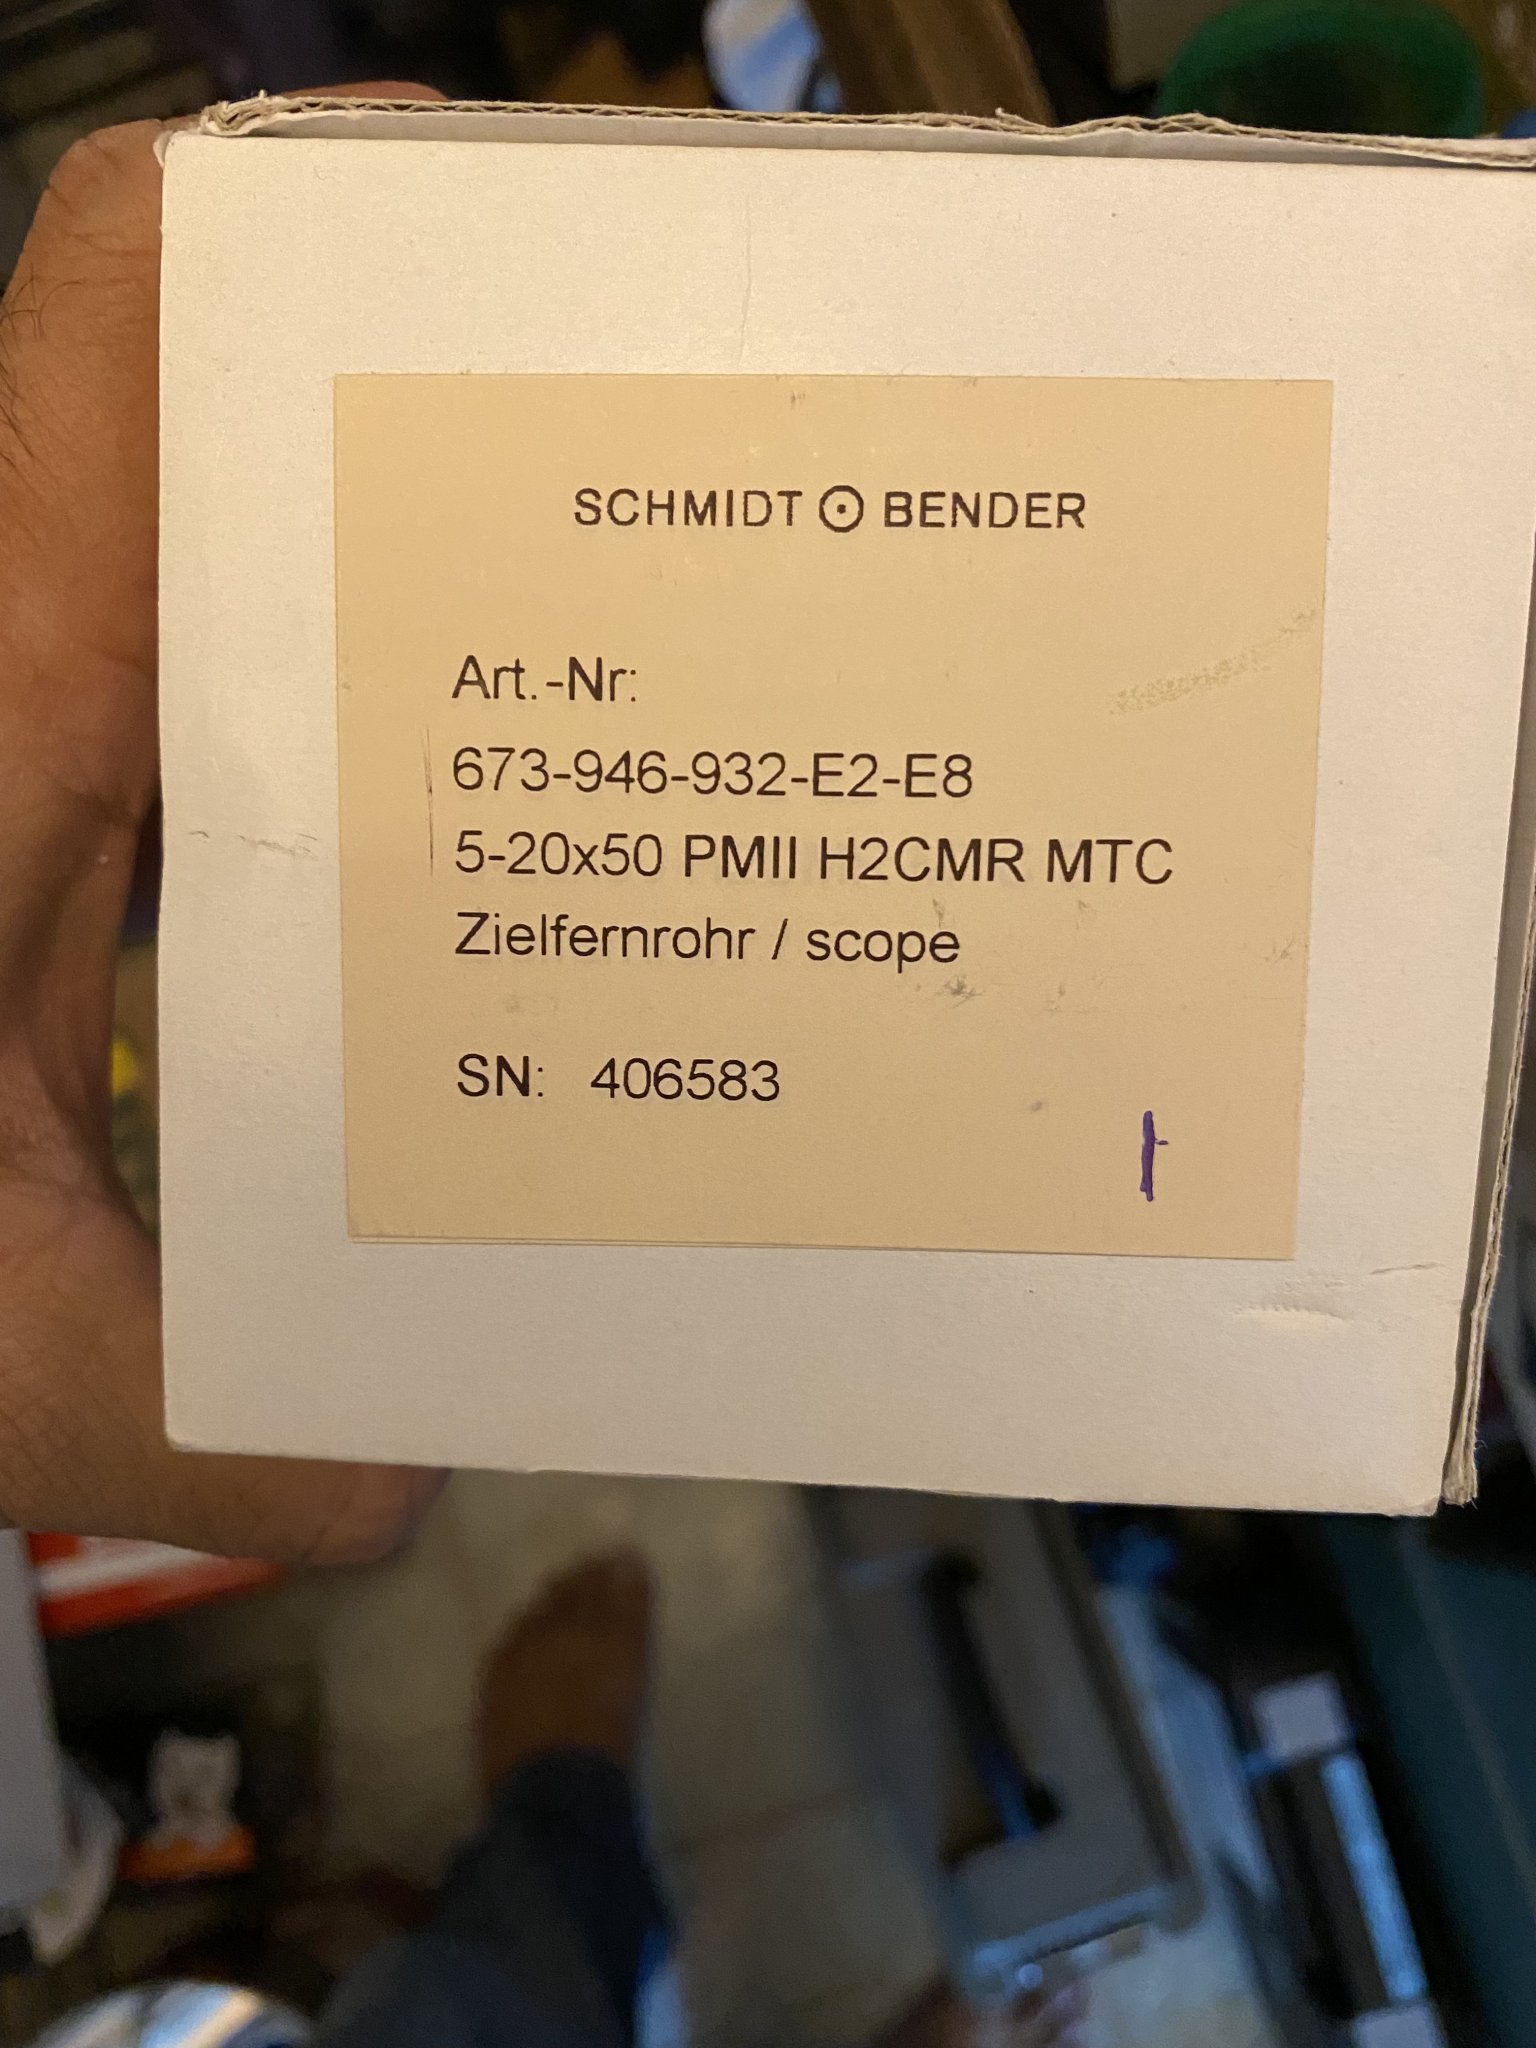 SCHMIDT BENDER
Art.-Nr:
673-946-932-E2-E8
5-20x50 PMII H2CMR MTC
Zielfernrohr / scope
SN: 406583